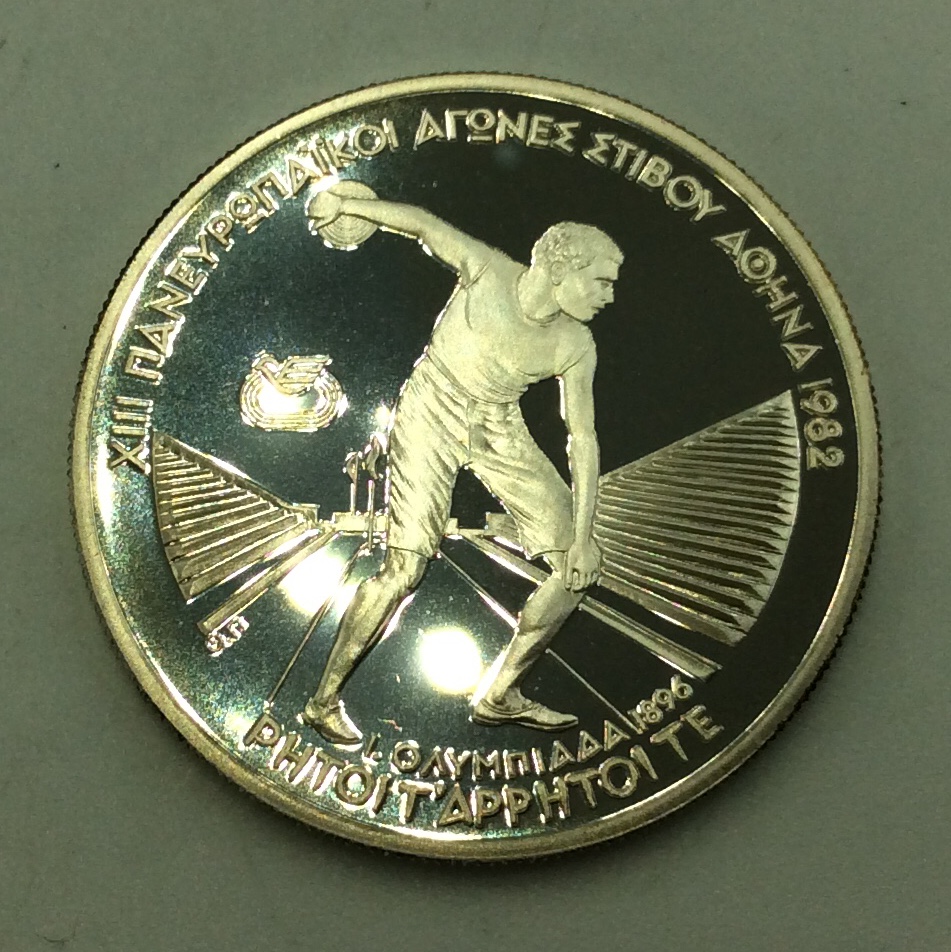 XIII ΠΑΝΕΥΡΩΠΑΪΚΟΙ ΑΓΩΝΕΣ ΣΤΙΒΟΥ ΑΘΗΝΑ 1982
Ι. ΟΛΥΜΠΙΑΔΑ 1896
ΡΗΤΟΙ Τ' ΑΡΡΗΤΟΙ ΤΕ